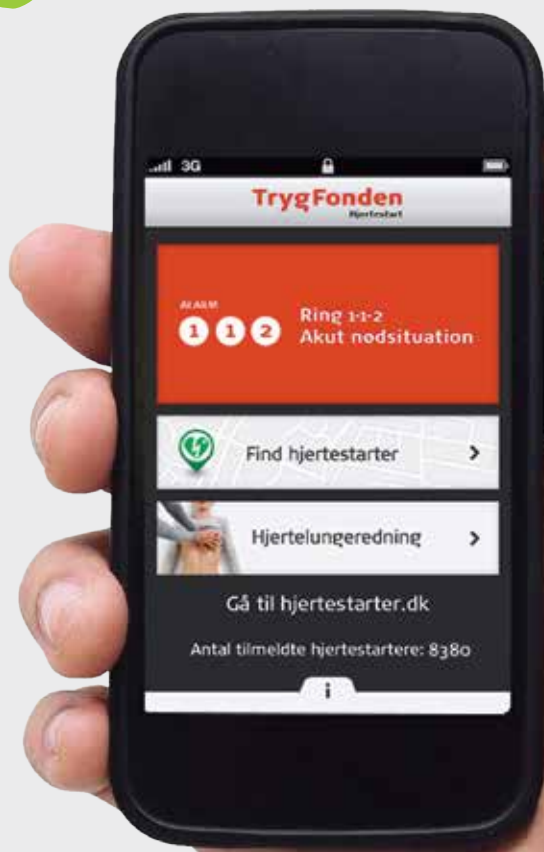 3G
TrygFonden
Hjertestart
ALARM
1 1 2
Ring 1-1-2
Akut nødsituation
Find hjertestarter
Hjertelungeredning
Gå til hjertestarter.dk
Antal tilmeldte hjertestartere: 8380
i